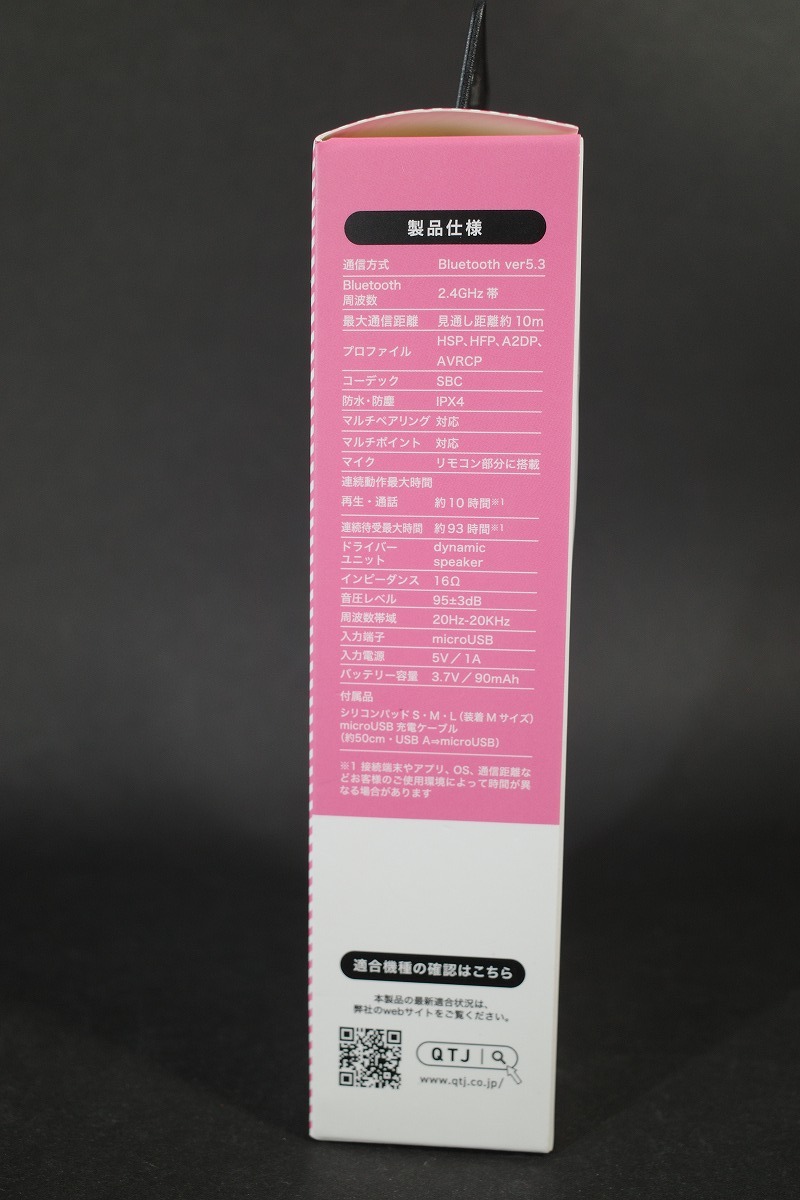 製品仕様
通信方式 Bluetooth ver5.3
Bluetooth
周波数 2.4GHz 帯
最大通信距離 見通し距離約 10m
プロファイル HSP、HFP、A2DP、
AVRCP
コーデック SBC
防水・防塵 IPX4
マルチペアリング 対応
マルチポイント 対応
マイク リモコン部分に搭載
連続動作最大時間
再生・通話 約 10 時間※1
連続待受最大時間 約 93 時間※1
ドライバー dynamic
ユニット speaker
インピーダンス 16Ω
音圧レベル 95±3dB
周波数帯域 20Hz-20KHz
入力端子 microUSB
入力電源 5V／1A
バッテリー容量 3.7V／90mAh
付属品
シリコンパッド S・M・L（装着 M サイズ）
microUSB 充電ケーブル
（約50cm・USB A⇒microUSB）
※1 接続端末やアプリ、OS、通信距離な
どお客様のご使用環境によって時間が異
なる場合があります
適合機種の確認はこちら
本製品の最新適合状況は、
弊社のwebサイトをご覧ください。
QTJ
www.qtj.co.jp/